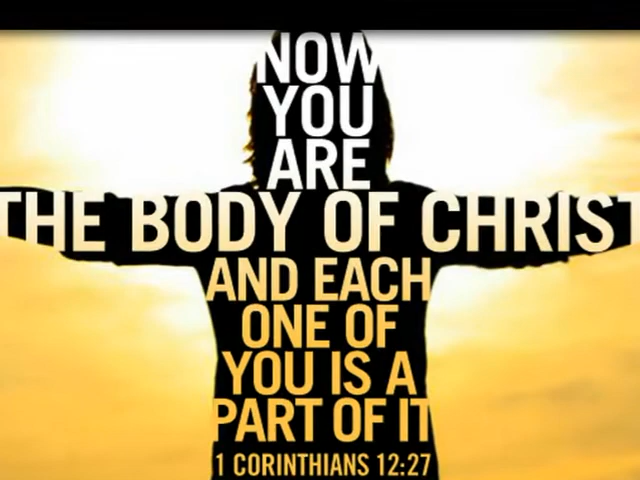 NOW
YOU
ARE
THE BODY OF CHRIST
AND EACH
ONE OF
YOU IS A
PART OF IT
1 CORINTHIANS 12:27